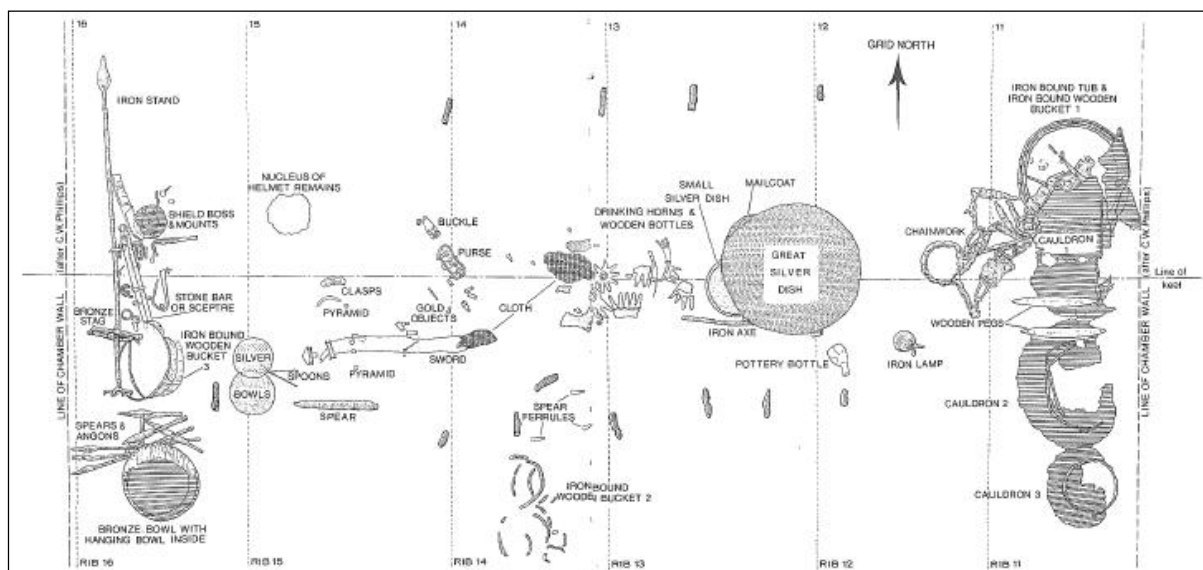 16
15
14
13
12
11
GRID NORTH
IRON STAND
IRON BOUND TUB &
IRON BOUND WOODEN
BUCKET 1
NUCLEUS OF
HELMET REMAINS
SMALL
SILVER DISH
MAILCOAT
SHIELD BOSS
& MOUNTS
BUCKLE
DRINKING HORNS &
WOODEN BOTTLES
PURSE
CHAINWORK
CAULDRON
1
GREAT
SILVER
DISH
LINE OF CHAMBER WALL (after C.W. Phillips)
LINE OF CHAMBER WALL (after C.W. Phillips)
Line of
keel
CLASPS
STONE BAR
OR SCEPTRE
PYRAMID
GOLD
OBJECTS
CLOTH
BRONZE
STAG
IRON BOUND
WOODEN
BUCKET
3
WOODEN PEGS
IRON AXE
SILVER
BOWLS
SPOONS
PYRAMID
SWORD
POTTERY BOTTLE
IRON LAMP
SPEAR
SPEAR
FERRULES
CAULDRON 2
SPEARS &
ANGONS
IRON BOUND
WOODEN BUCKET 2
CAULDRON 3
BRONZE BOWL WITH
HANGING BOWL INSIDE
RIB 16
RIB 15
RIB 14
RIB 13
RIB 12
RIB 11